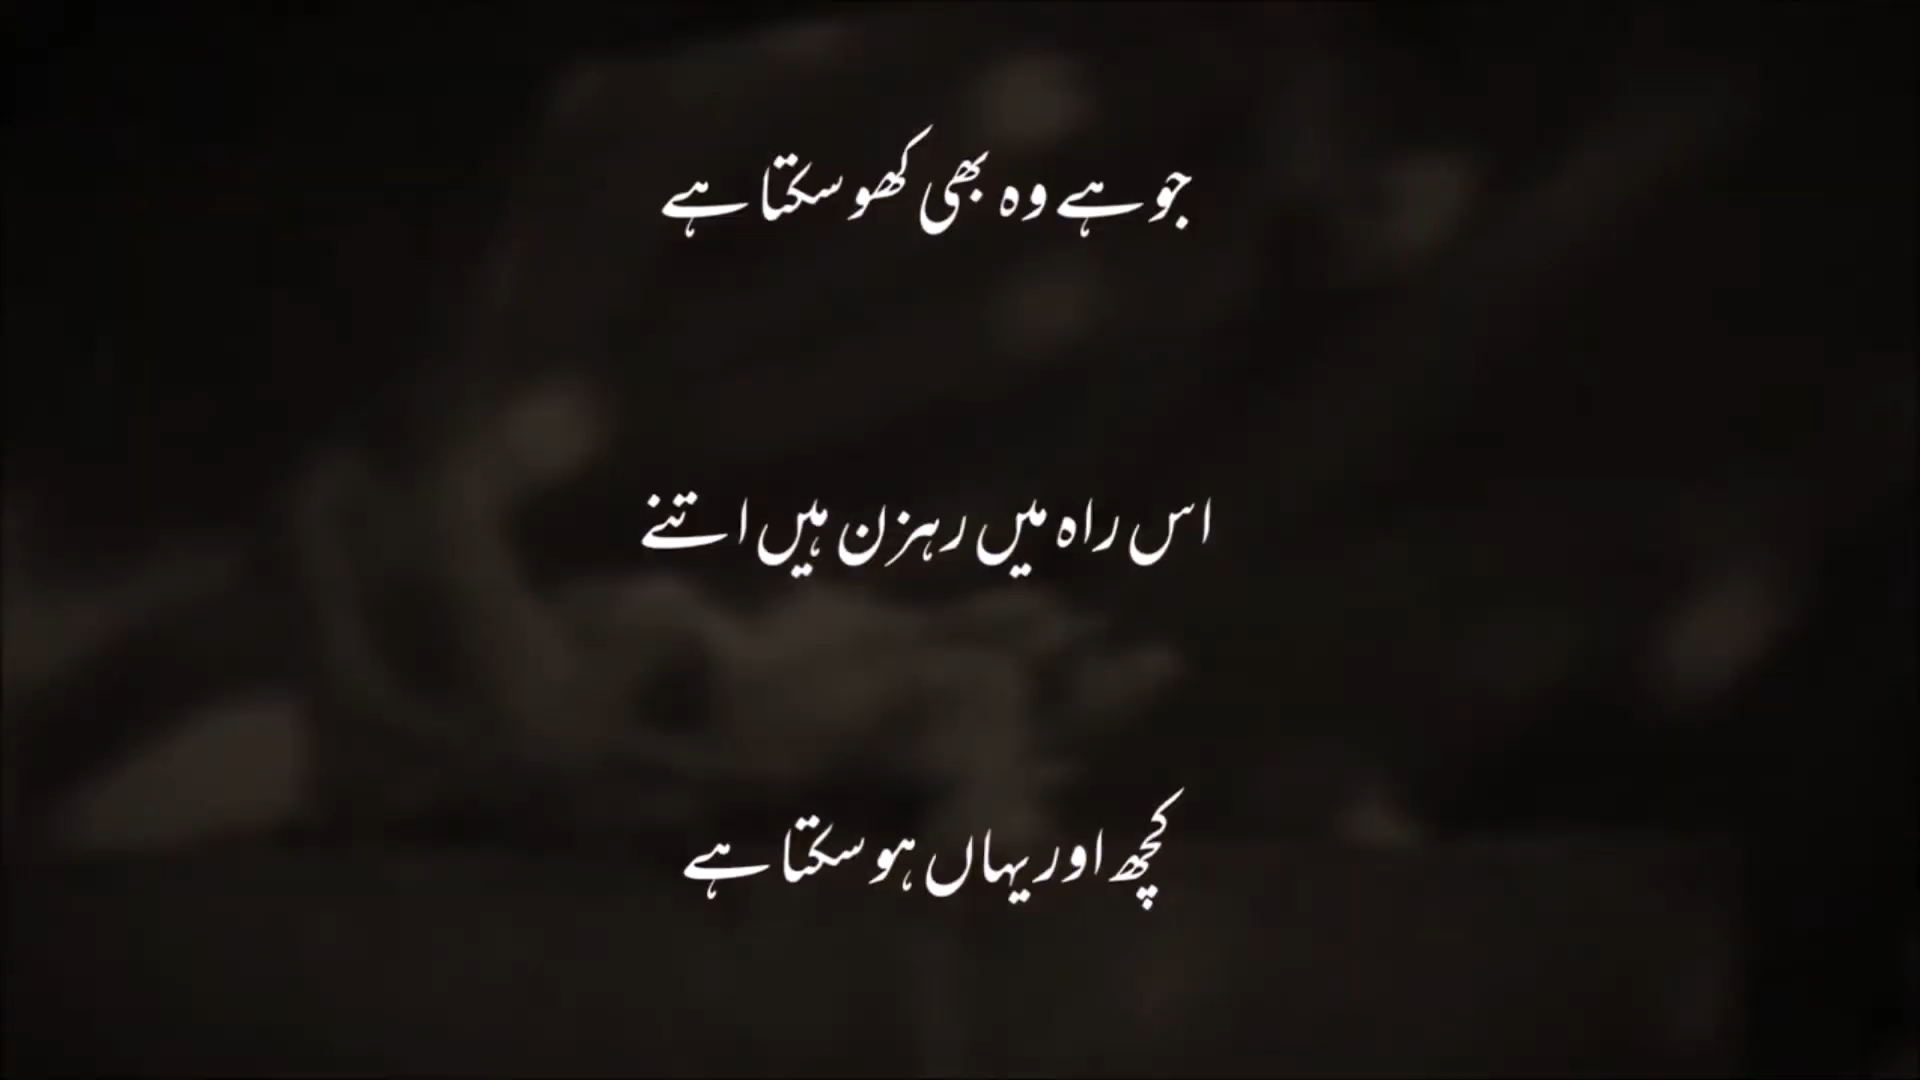 جو ہے وہ بھی کھو سکتا ہے
اس راہ میں رہزن ہیں اتنے
کچھ اور یہاں ہو سکتا ہے